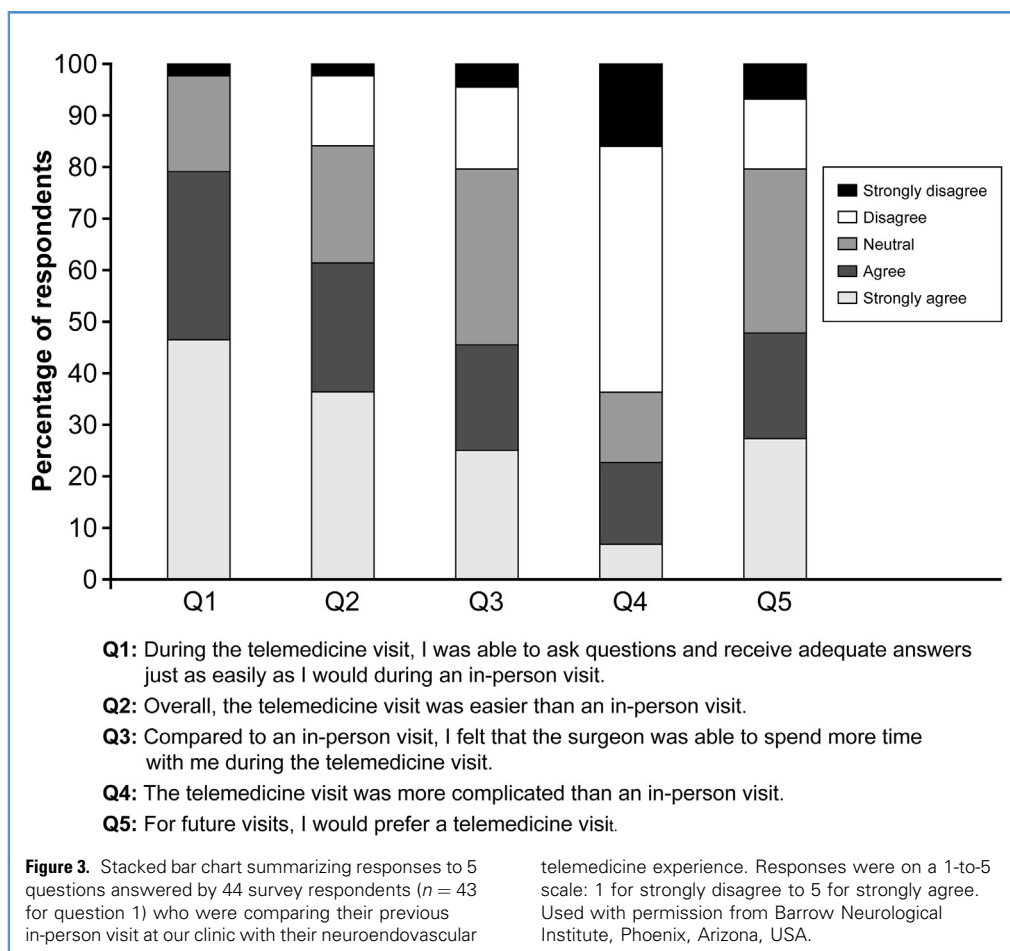 100
90
80
70
60
50
40
30
20
10
0
Percentage of respondents
Q1 Q2 Q3 Q4 Q5
Strongly disagree
Disagree
Neutral
Agree
Strongly agree
Q1: During the telemedicine visit, I was able to ask questions and receive adequate answers
just as easily as I would during an in-person visit.
Q2: Overall, the telemedicine visit was easier than an in-person visit.
Q3: Compared to an in-person visit, I felt that the surgeon was able to spend more time
with me during the telemedicine visit.
Q4: The telemedicine visit was more complicated than an in-person visit.
Q5: For future visits, I would prefer a telemedicine visit.
Figure 3. Stacked bar chart summarizing responses to 5
questions answered by 44 survey respondents (n = 43
for question 1) who were comparing their previous
in-person visit at our clinic with their neuroendovascular
telemedicine experience. Responses were on a 1-to-5
scale: 1 for strongly disagree to 5 for strongly agree.
Used with permission from Barrow Neurological
Institute, Phoenix, Arizona, USA.